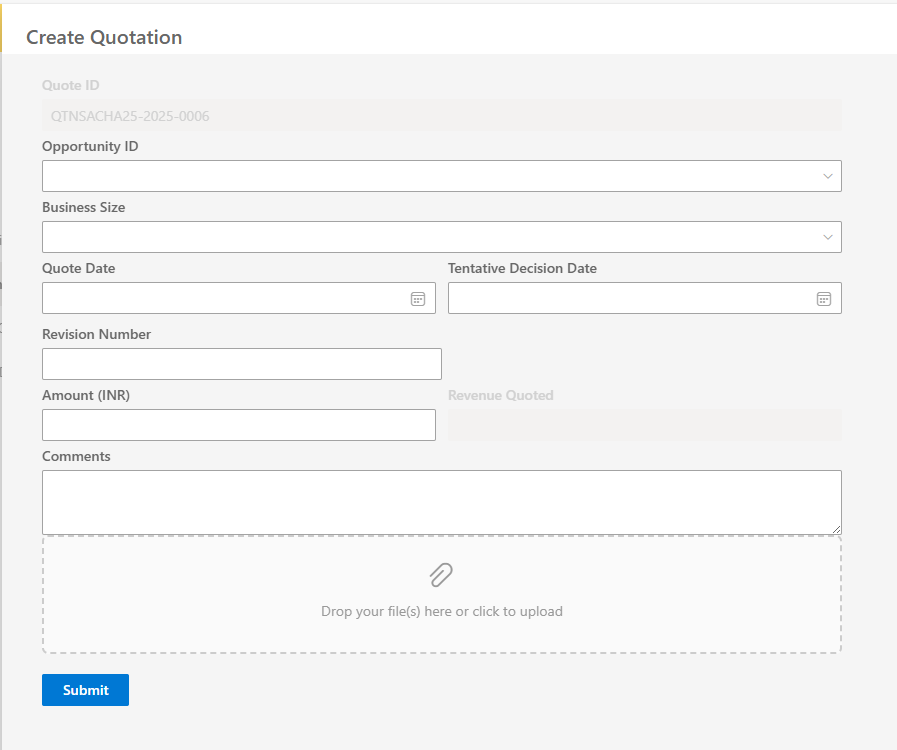 Create Quotation
Quote ID
QTNSACHA25-2025-0006
Opportunity ID
Business Size
Quote Date
Tentative Decision Date
Revision Number
Amount (INR)
Revenue Quoted
Comments
Drop your file(s) here or click to upload
Submit